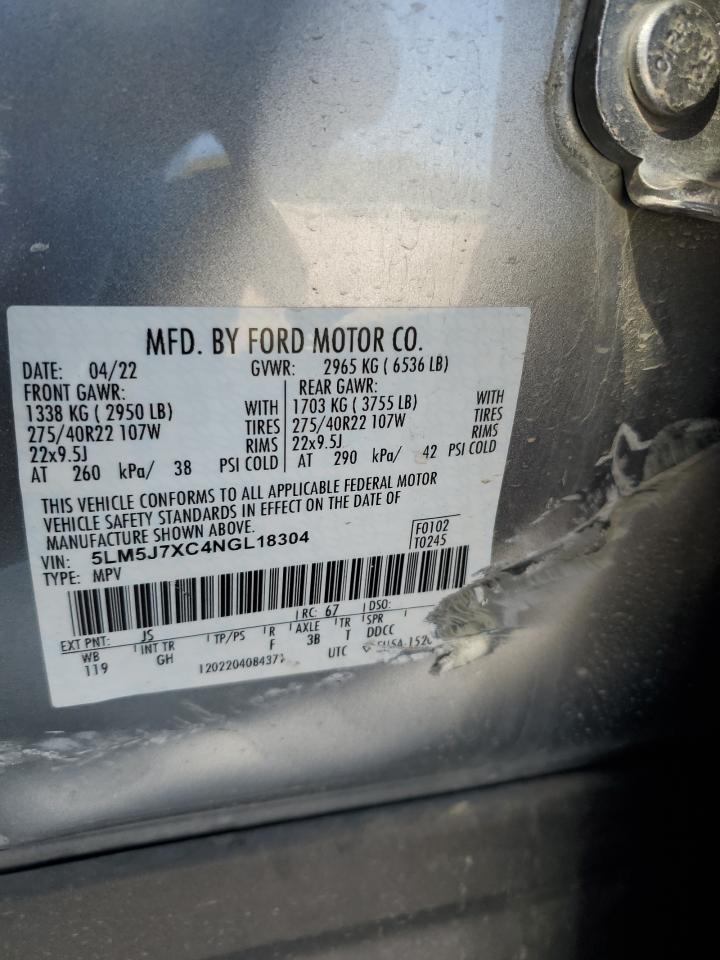 MFD. BY FORD MOTOR CO.
DATE: 04/22 GVWR: 2965 KG ( 6536 LB)
FRONT GAWR: REAR GAWR:
1338 KG ( 2950 LB) WITH 1703 KG ( 3755 LB) WITH
275/40R22 107W TIRES 275/40R22 107W TIRES
22x9.5J RIMS 22x9.5J RIMS
AT 260 kPa/ 38 PSI COLD AT 290 kPa/ 42 PSI COLD
THIS VEHICLE CONFORMS TO ALL APPLICABLE FEDERAL MOTOR
VEHICLE SAFETY STANDARDS IN EFFECT ON THE DATE OF
MANUFACTURE SHOWN ABOVE.
VIN: 5LM5J7XC4NGL18304 F0102
TYPE: MPV T0245
EXT PNT: JS RC: 67 DSO:
WB INT TR TP/PS R AXLE TR SPR
119 GH F 3B T DDCC
UTC